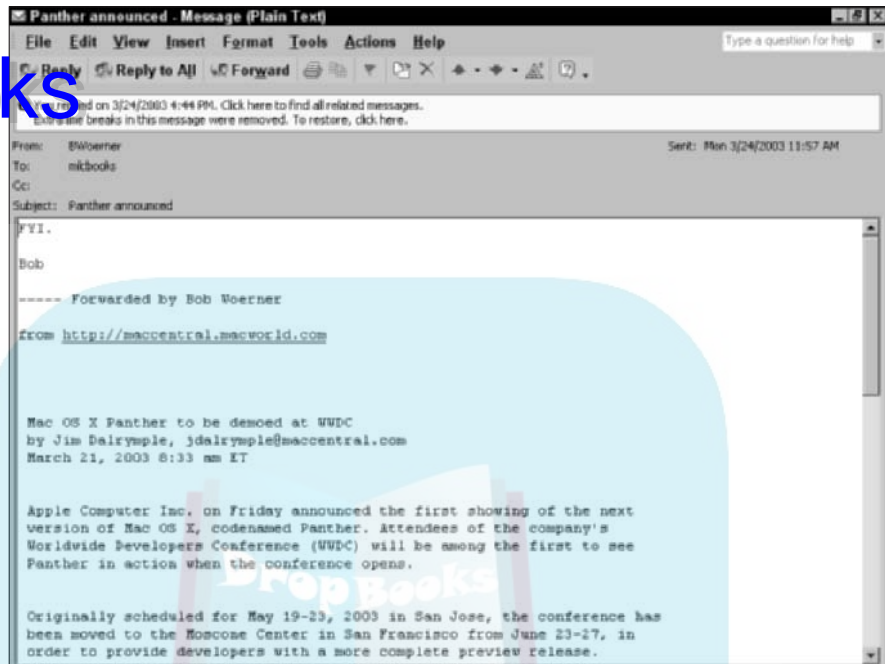 Panther announced - Message (Plain Text)
File Edit View Insert Format Tools Actions Help
Type a question for help
Reply Reply to All Forward
ks
You replied on 3/24/2003 4:44 PM. Click here to find all related messages.
Extra line breaks in this message were removed. To restore, click here.
From: BWoerner
Sent: Mon 3/24/2003 11:57 AM
To: micbooks
Cc:
Subject: Panther announced
FYI.
Bob
----- Forwarded by Bob Woerner
from http://maccentral.macworld.com
Mac OS X Panther to be demoed at WWDC
by Jim Dalrymple, jdalrymple@maccentral.com
March 21, 2003 8:33 am ET
Apple Computer Inc. on Friday announced the first showing of the next
version of Mac OS X, codenamed Panther. Attendees of the company's
Worldwide Developers Conference (WWDC) will be among the first to see
Panther in action when the conference opens.
DropBooks
Originally scheduled for May 19-23, 2003 in San Jose, the conference has
been moved to the Moscone Center in San Francisco from June 23-27, in
order to provide developers with a more complete preview release.